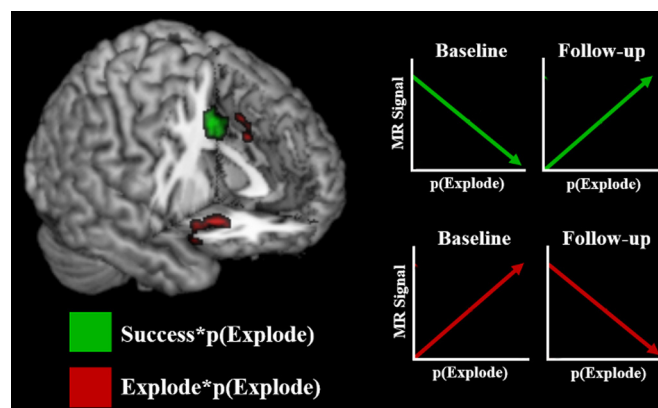 Baseline
Follow-up
MR Signal
p(Explode)
p(Explode)
Baseline
Follow-up
MR Signal
p(Explode)
p(Explode)
Success*p(Explode)
Explode*p(Explode)